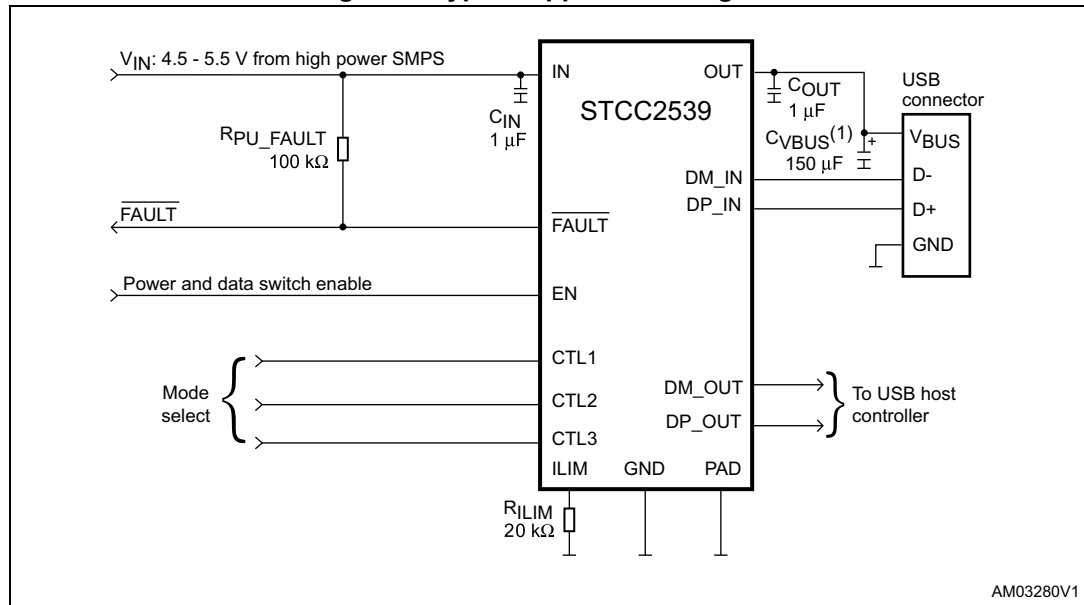 V_IN: 4.5 - 5.5 V from high power SMPS
R_PU_FAULT
100 kΩ
C_IN
1 μF
IN
OUT
STCC2539
C_OUT
1 μF
C_VBUS(1)
+
150 μF
USB
connector
V_BUS
DM_IN
D-
DP_IN
D+
FAULT
FAULT
GND
Power and data switch enable
EN
Mode
select
CTL1
CTL2
CTL3
DM_OUT
DP_OUT
To USB host
controller
ILIM
GND
PAD
R_ILIM
20 kΩ
AM03280V1